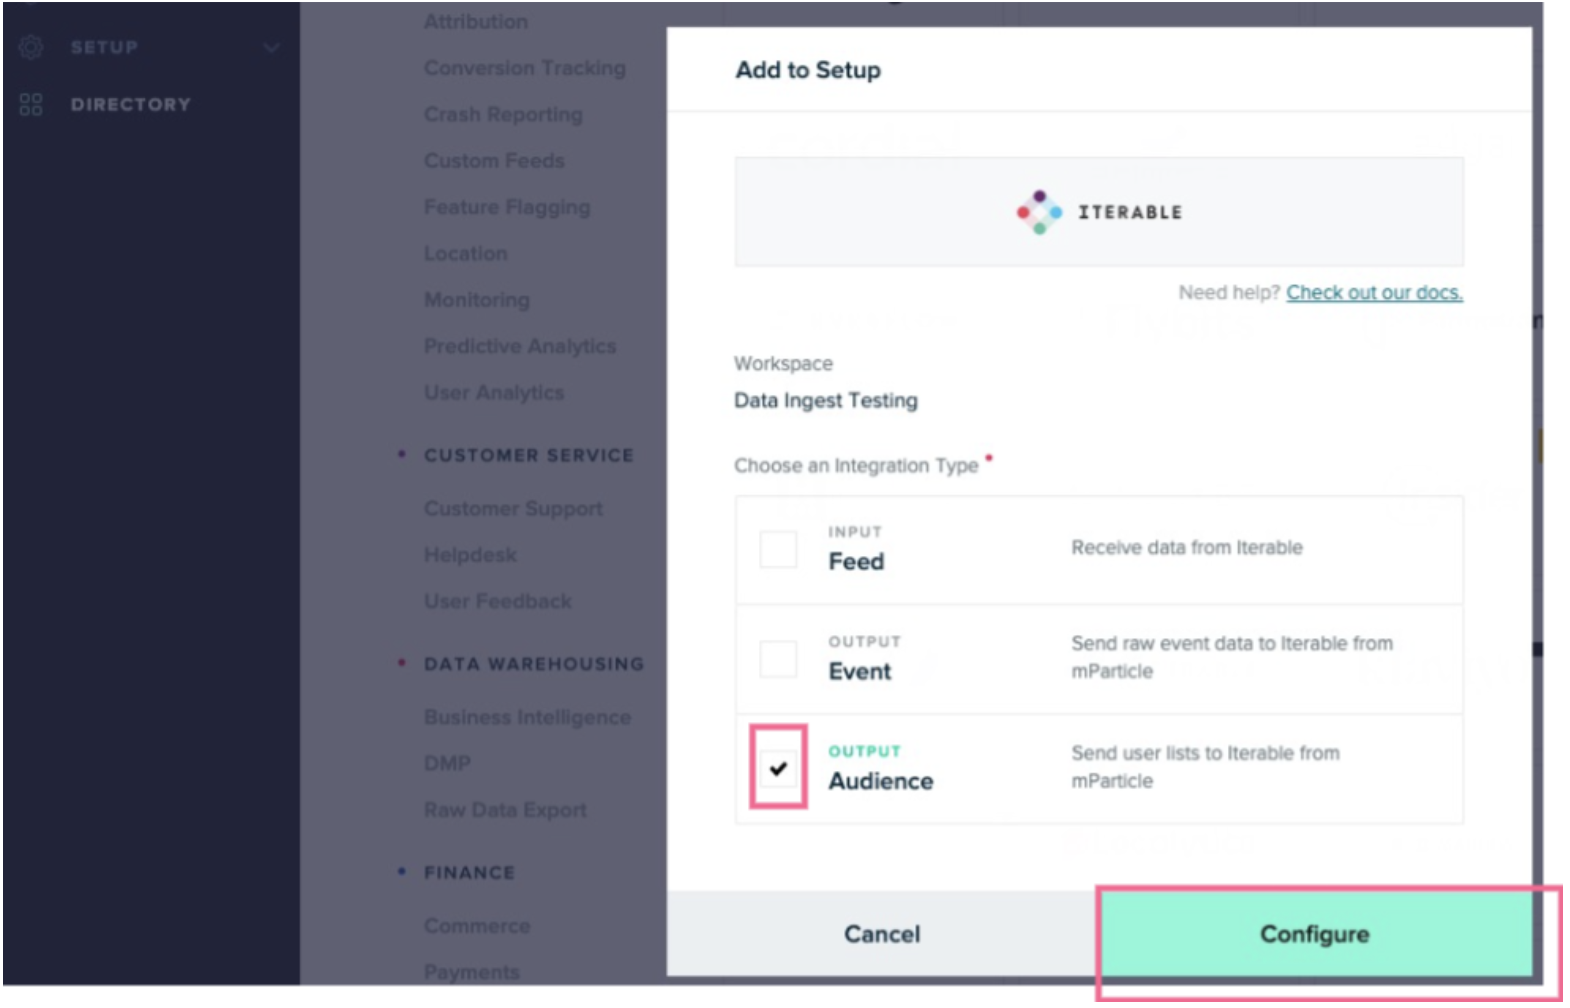 SETUP
DIRECTORY
Attribution
Conversion Tracking
Crash Reporting
Custom Feeds
Feature Flagging
Location
Monitoring
Predictive Analytics
User Analytics
CUSTOMER SERVICE
Customer Support
Helpdesk
User Feedback
DATA WAREHOUSING
Business Intelligence
DMP
Raw Data Export
FINANCE
Commerce
Payments
Add to Setup
ITERABLE
Need help? Check out our docs.
Workspace
Data Ingest Testing
Choose an Integration Type
INPUT
Feed
Receive data from Iterable
OUTPUT
Event
Send raw event data to Iterable from
mParticle
OUTPUT
Audience
Send user lists to Iterable from
mParticle
Cancel
Configure